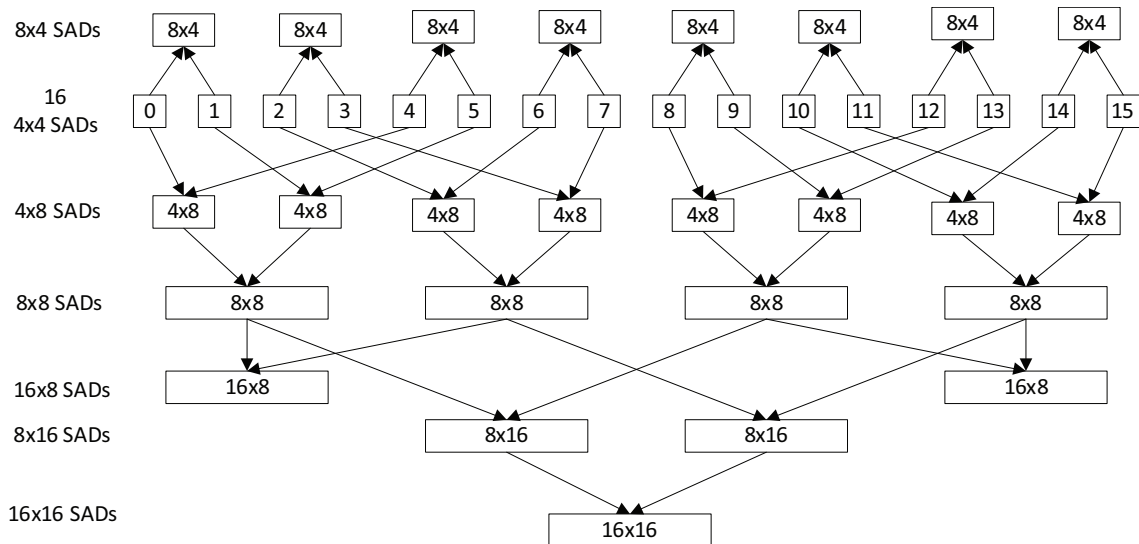 8x4 SADs 8x4 8x4 8x4 8x4 8x4 8x4 8x4 8x4
16
4x4 SADs 0 1 2 3 4 5 6 7 8 9 10 11 12 13 14 15
4x8 SADs 4x8 4x8 4x8 4x8 4x8 4x8 4x8 4x8
8x8 SADs 8x8 8x8 8x8 8x8
16x8 SADs 16x8 16x8
8x16 SADs 8x16 8x16
16x16 SADs 16x16